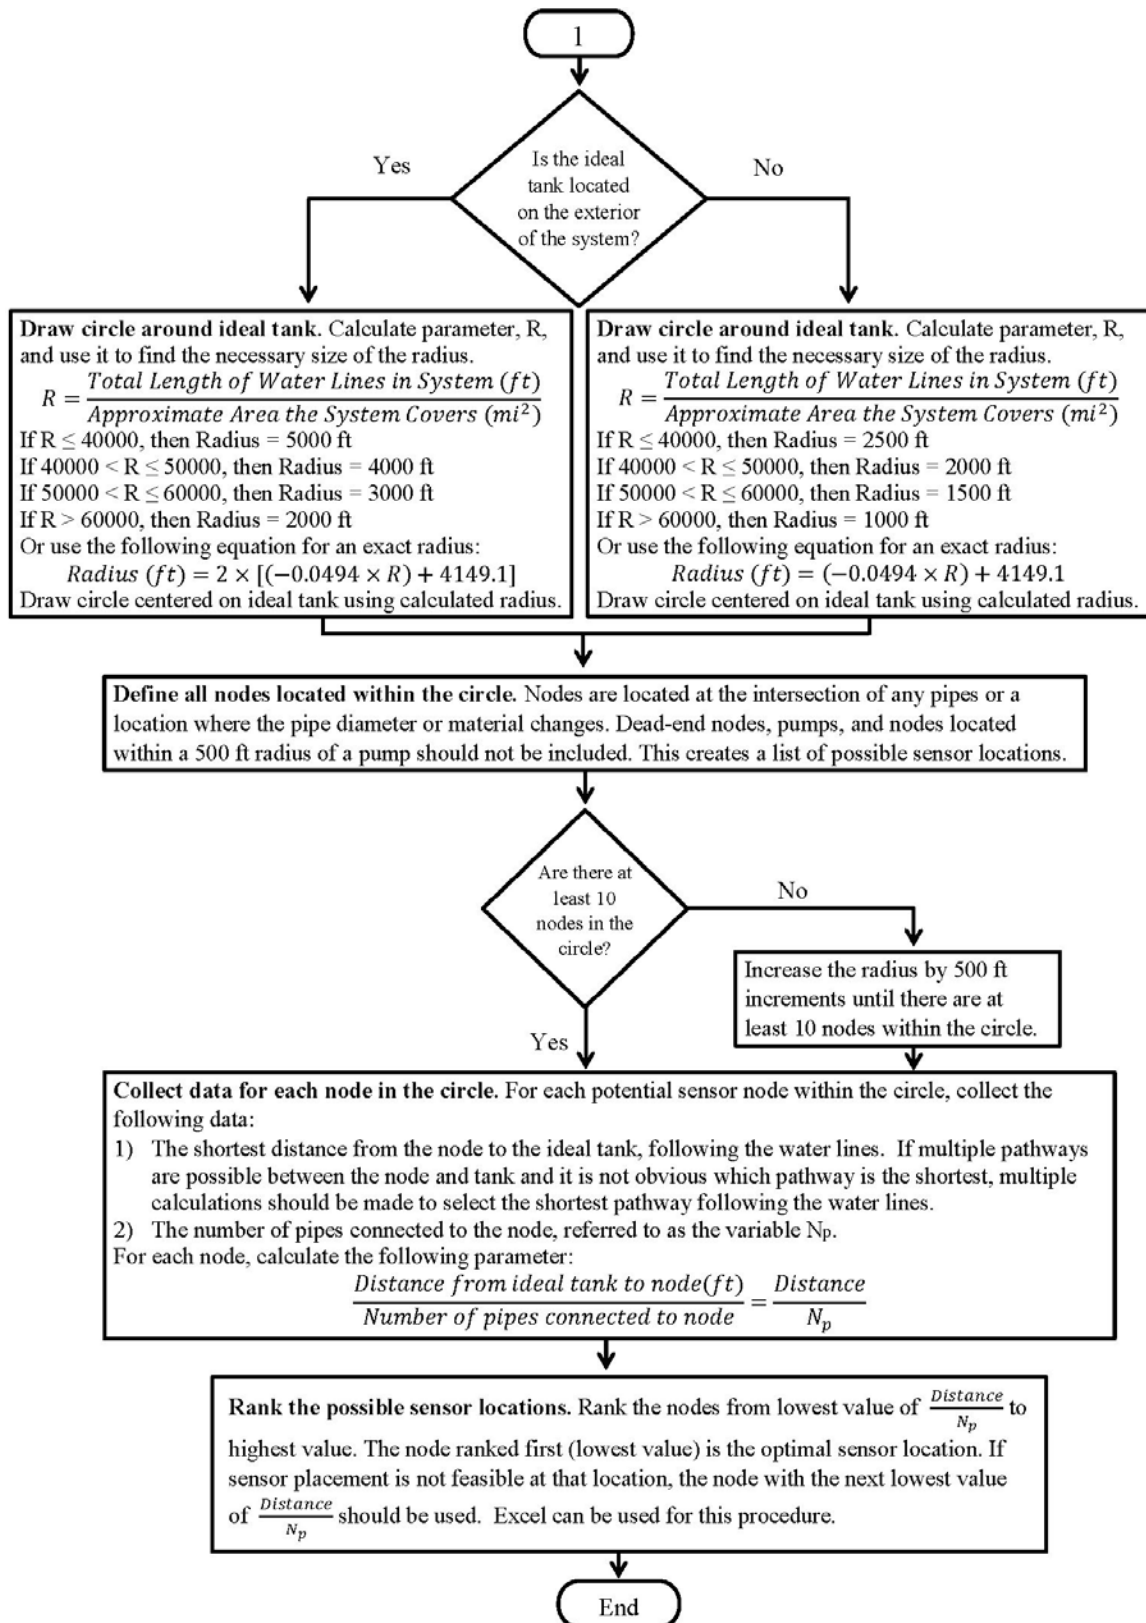 1
Is the ideal
tank located
on the exterior
of the system?
Yes
No
Draw circle around ideal tank. Calculate parameter, R,
and use it to find the necessary size of the radius.
R = Total Length of Water Lines in System (ft) / Approximate Area the System Covers (mi²)
If R ≤ 40000, then Radius = 5000 ft
If 40000 < R ≤ 50000, then Radius = 4000 ft
If 50000 < R ≤ 60000, then Radius = 3000 ft
If R > 60000, then Radius = 2000 ft
Or use the following equation for an exact radius:
Radius (ft) = 2 × [(−0.0494 × R) + 4149.1]
Draw circle centered on ideal tank using calculated radius.
Draw circle around ideal tank. Calculate parameter, R,
and use it to find the necessary size of the radius.
R = Total Length of Water Lines in System (ft) / Approximate Area the System Covers (mi²)
If R ≤ 40000, then Radius = 2500 ft
If 40000 < R ≤ 50000, then Radius = 2000 ft
If 50000 < R ≤ 60000, then Radius = 1500 ft
If R > 60000, then Radius = 1000 ft
Or use the following equation for an exact radius:
Radius (ft) = (−0.0494 × R) + 4149.1
Draw circle centered on ideal tank using calculated radius.
Define all nodes located within the circle. Nodes are located at the intersection of any pipes or a
location where the pipe diameter or material changes. Dead-end nodes, pumps, and nodes located
within a 500 ft radius of a pump should not be included. This creates a list of possible sensor locations.
Are there at
least 10
nodes in the
circle?
No
Increase the radius by 500 ft
increments until there are at
least 10 nodes within the circle.
Yes
Collect data for each node in the circle. For each potential sensor node within the circle, collect the
following data:
1) The shortest distance from the node to the ideal tank, following the water lines. If multiple pathways
are possible between the node and tank and it is not obvious which pathway is the shortest, multiple
calculations should be made to select the shortest pathway following the water lines.
2) The number of pipes connected to the node, referred to as the variable Np.
For each node, calculate the following parameter:
Distance from ideal tank to node(ft) / Number of pipes connected to node = Distance / Np
Rank the possible sensor locations. Rank the nodes from lowest value of Distance / Np to
highest value. The node ranked first (lowest value) is the optimal sensor location. If
sensor placement is not feasible at that location, the node with the next lowest value
of Distance / Np should be used. Excel can be used for this procedure.
End